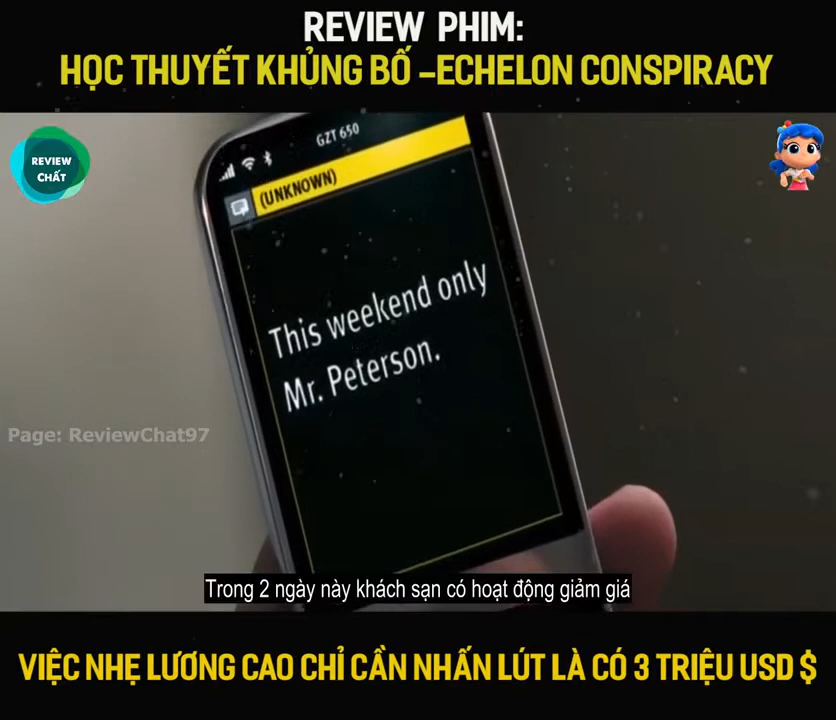 REVIEW PHIM:
HỌC THUYẾT KHỦNG BỐ –ECHELON CONSPIRACY
REVIEW
CHẤT
GZT 650
(UNKNOWN)
This weekend only
Mr. Peterson.
Page: ReviewChat97
Trong 2 ngày này khách sạn có hoạt động giảm giá
VIỆC NHẸ LƯƠNG CAO CHỈ CẦN NHẤN LÚT LÀ CÓ 3 TRIỆU USD $